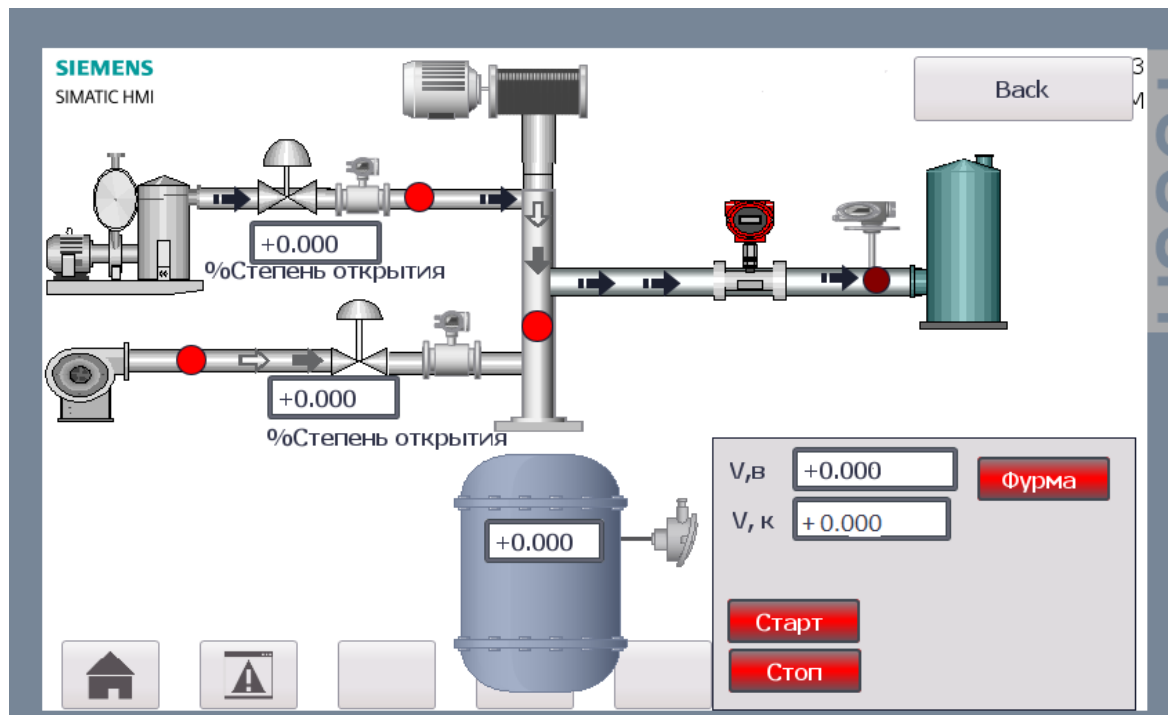 SIEMENS
SIMATIC HMI
Back
+0.000
%Степень открытия
+0.000
%Степень открытия
+0.000
V,в +0.000
Фурма
V, к +0.000
Старт
Стоп